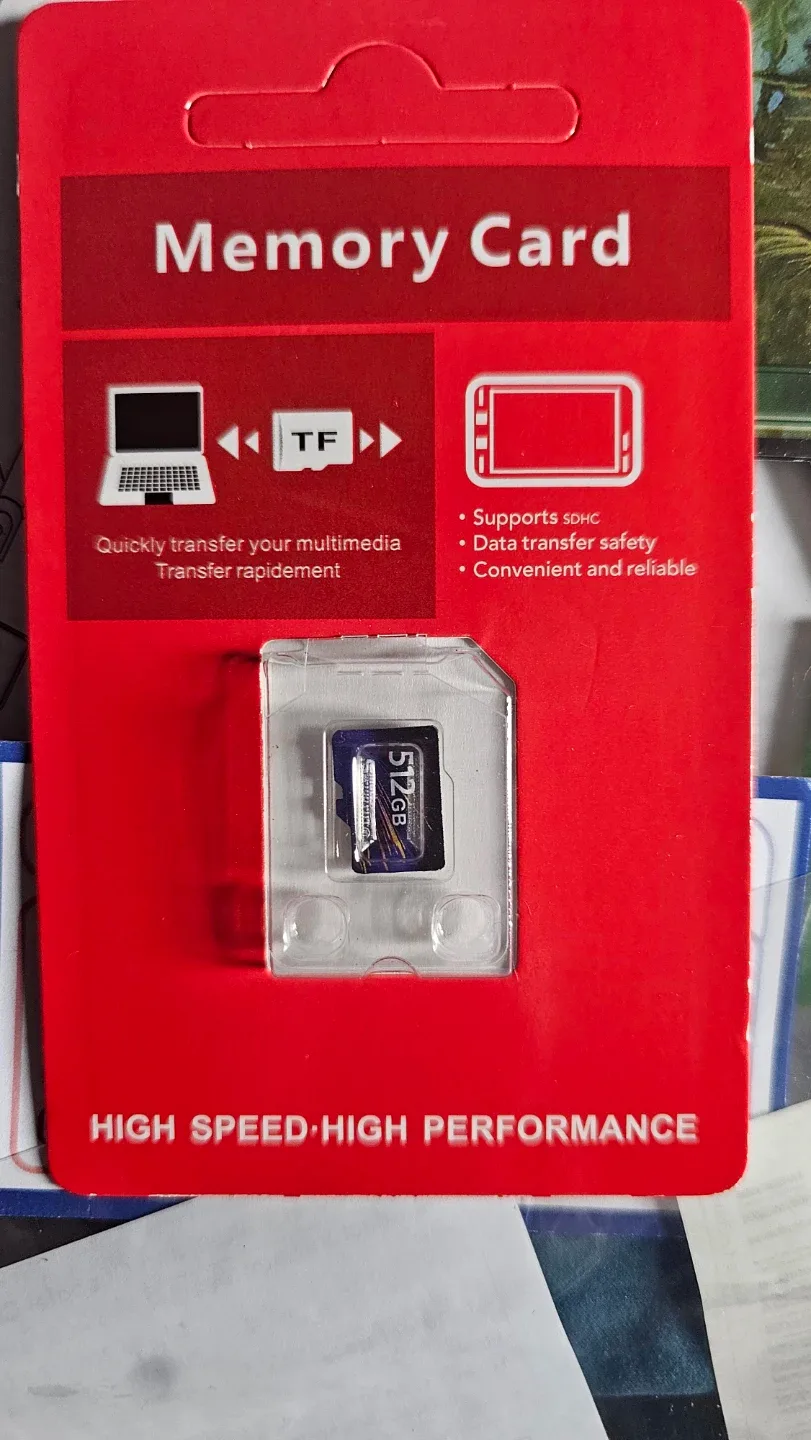 Memory Card
TF
Quickly transfer your multimedia
Transfer rapidement
• Supports SDHC
• Data transfer safety
• Convenient and reliable
512GB
HIGH SPEED·HIGH PERFORMANCE